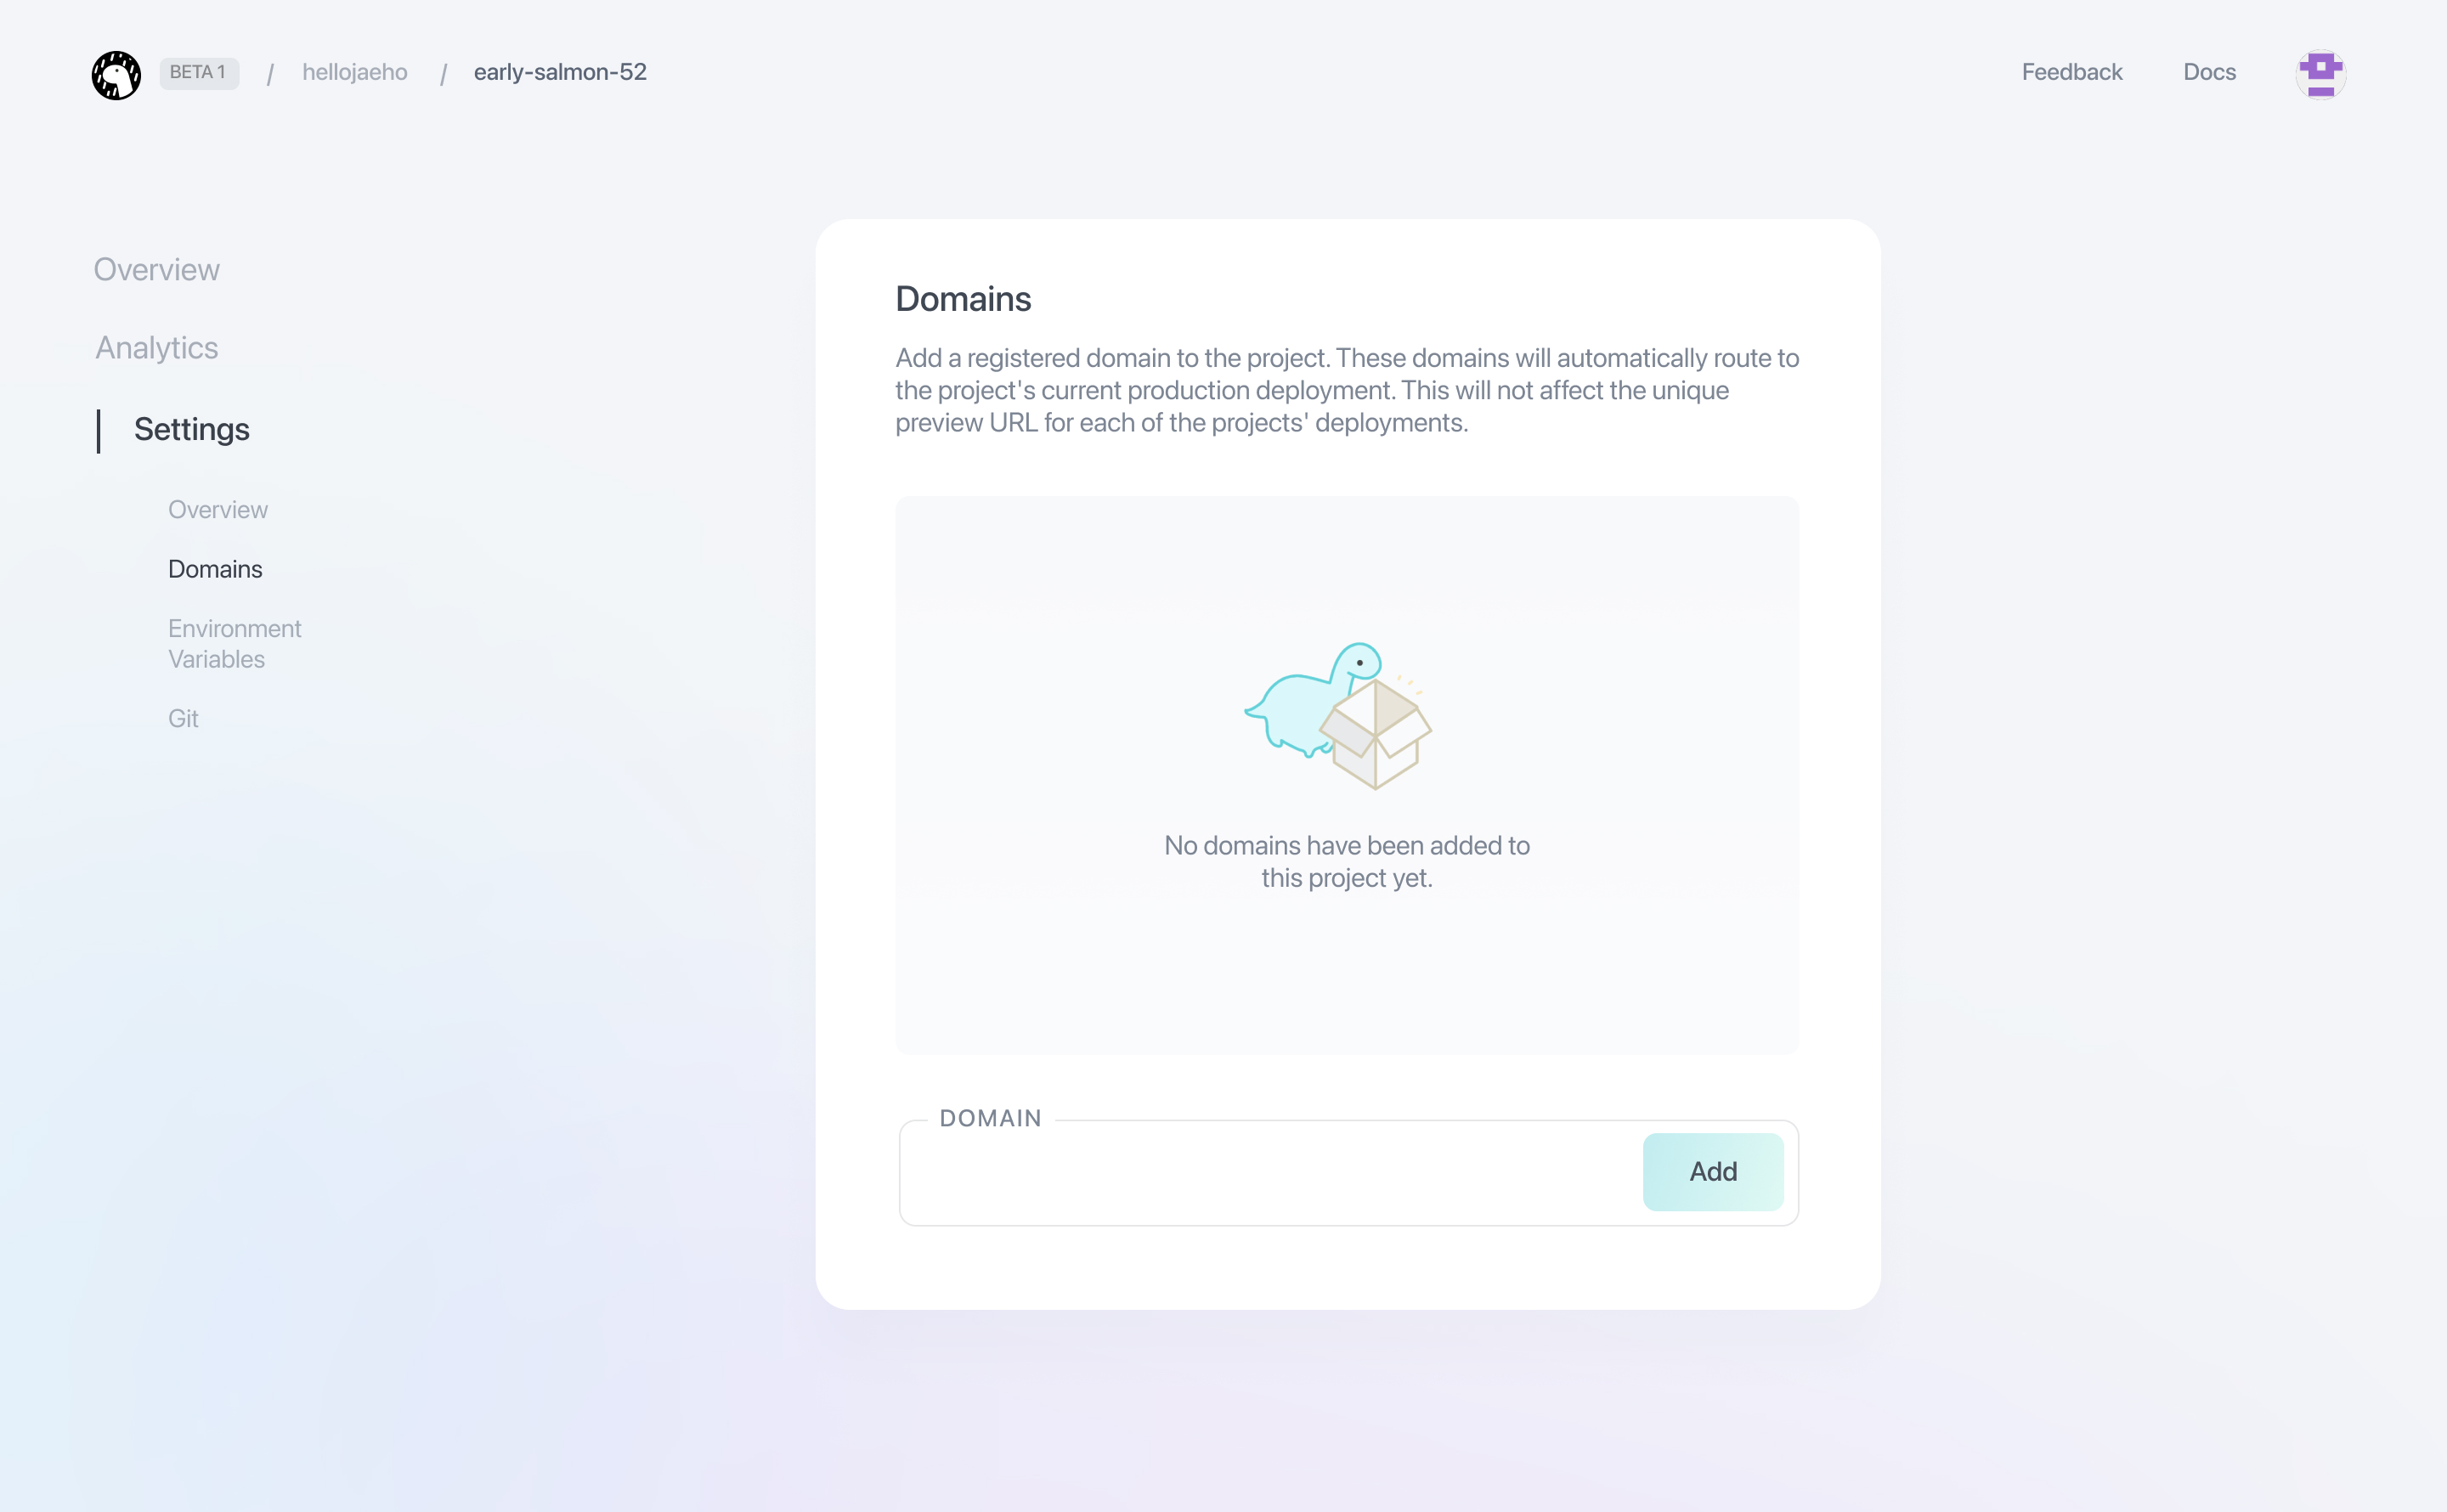 BETA 1 / hellojaeho / early-salmon-52
Feedback
Docs
Overview
Analytics
Settings
Overview
Domains
Environment
Variables
Git
Domains
Add a registered domain to the project. These domains will automatically route to
the project's current production deployment. This will not affect the unique
preview URL for each of the projects' deployments.
No domains have been added to
this project yet.
DOMAIN
Add